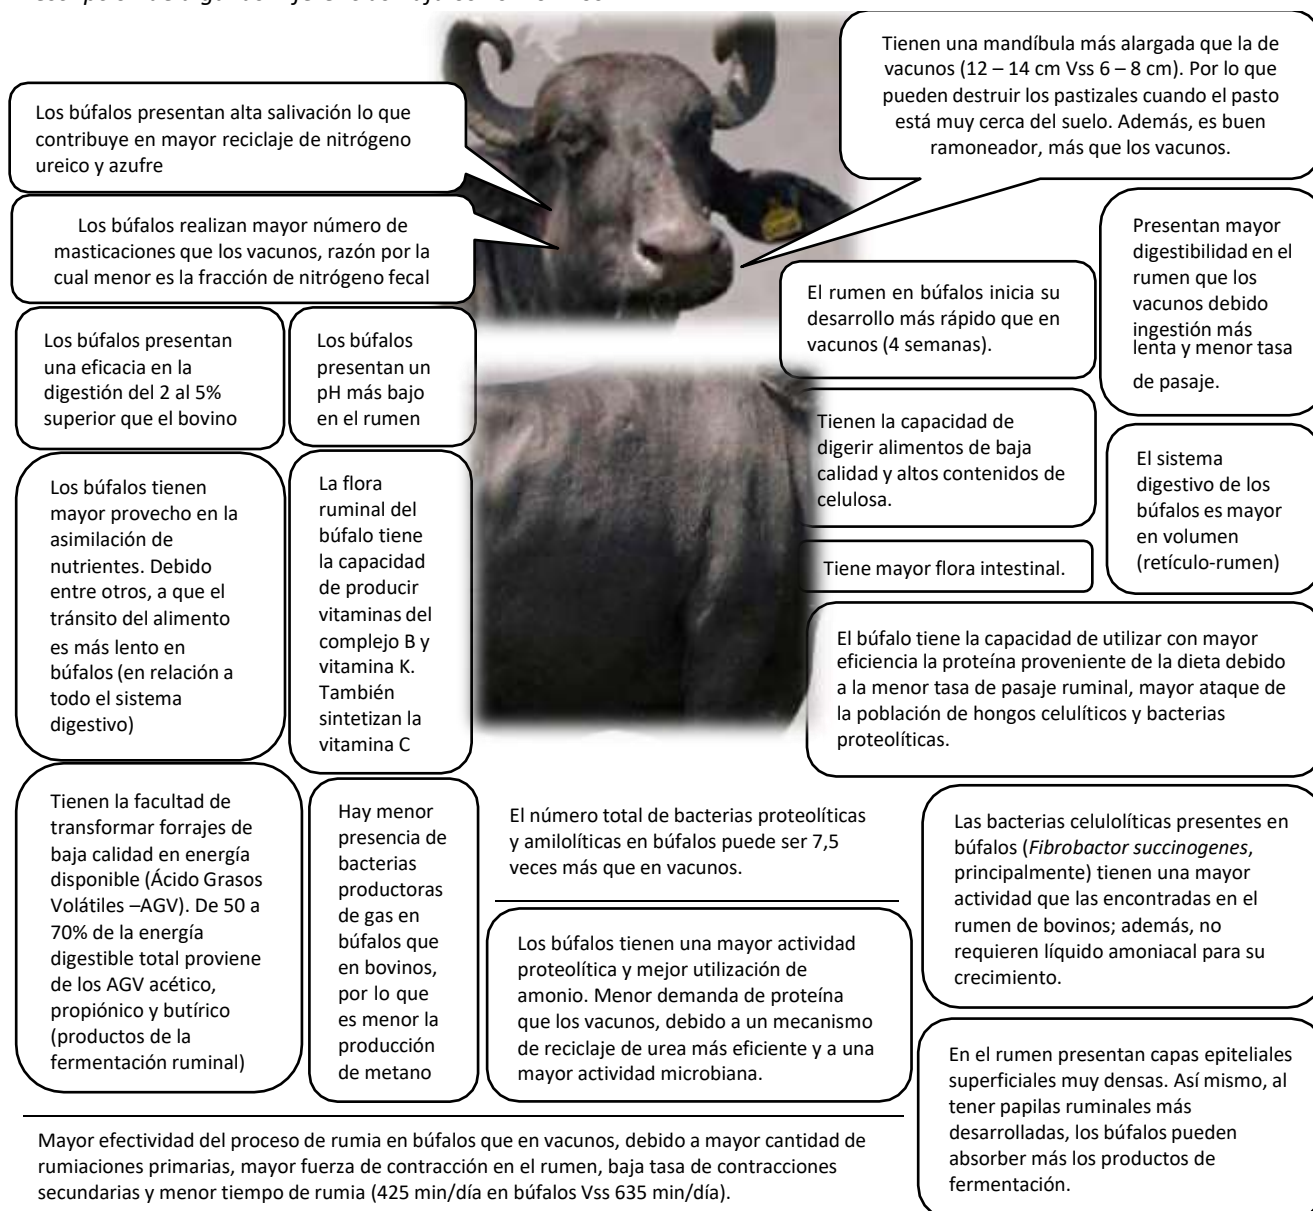 Los búfalos presentan alta salivación lo que
contribuye en mayor reciclaje de nitrógeno
ureico y azufre
Tienen una mandíbula más alargada que la de
vacunos (12 – 14 cm Vss 6 – 8 cm). Por lo que
pueden destruir los pastizales cuando el pasto
está muy cerca del suelo. Además, es buen
ramoneador, más que los vacunos.
Los búfalos realizan mayor número de
masticaciones que los vacunos, razón por la
cual menor es la fracción de nitrógeno fecal
El rumen en búfalos inicia su
desarrollo más rápido que en
vacunos (4 semanas).
Presentan mayor
digestibilidad en el
rumen que los
vacunos debido
ingestión más
lenta y menor tasa
de pasaje.
Los búfalos presentan
una eficacia en la
digestión del 2 al 5%
superior que el bovino
Los búfalos
presentan un
pH más bajo
en el rumen
Tienen la capacidad de
digerir alimentos de baja
calidad y altos contenidos de
celulosa.
El sistema
digestivo de los
búfalos es mayor
en volumen
(retículo-rumen)
Los búfalos tienen
mayor provecho en la
asimilación de
nutrientes. Debido
entre otros, a que el
tránsito del alimento
es más lento en
búfalos (en relación a
todo el sistema
digestivo)
La flora
ruminal del
búfalo tiene
la capacidad
de producir
vitaminas del
complejo B y
vitamina K.
También
sintetizan la
vitamina C
Tiene mayor flora intestinal.
El búfalo tiene la capacidad de utilizar con mayor
eficiencia la proteína proveniente de la dieta debido
a la menor tasa de pasaje ruminal, mayor ataque de
la población de hongos celulíticos y bacterias
proteolíticas.
Tienen la facultad de
transformar forrajes de
baja calidad en energía
disponible (Ácido Grasos
Volátiles –AGV). De 50 a
70% de la energía
digestible total proviene
de los AGV acético,
propiónico y butírico
(productos de la
fermentación ruminal)
Hay menor
presencia de
bacterias
productoras
de gas en
búfalos que
en bovinos,
por lo que
es menor la
producción
de metano
El número total de bacterias proteolíticas
y amilolíticas en búfalos puede ser 7,5
veces más que en vacunos.
Las bacterias celulolíticas presentes en
búfalos (Fibrobactor succinogenes,
principalmente) tienen una mayor
actividad que las encontradas en el
rumen de bovinos; además, no
requieren líquido amoniacal para su
crecimiento.
Los búfalos tienen una mayor actividad
proteolítica y mejor utilización de
amonio. Menor demanda de proteína
que los vacunos, debido a un mecanismo
de reciclaje de urea más eficiente y a una
mayor actividad microbiana.
En el rumen presentan capas epiteliales
superficiales muy densas. Así mismo, al
tener papilas ruminales más
desarrolladas, los búfalos pueden
absorber más los productos de
fermentación.
Mayor efectividad del proceso de rumia en búfalos que en vacunos, debido a mayor cantidad de
rumiaciones primarias, mayor fuerza de contracción en el rumen, baja tasa de contracciones
secundarias y menor tiempo de rumia (425 min/día en búfalos Vss 635 min/día).